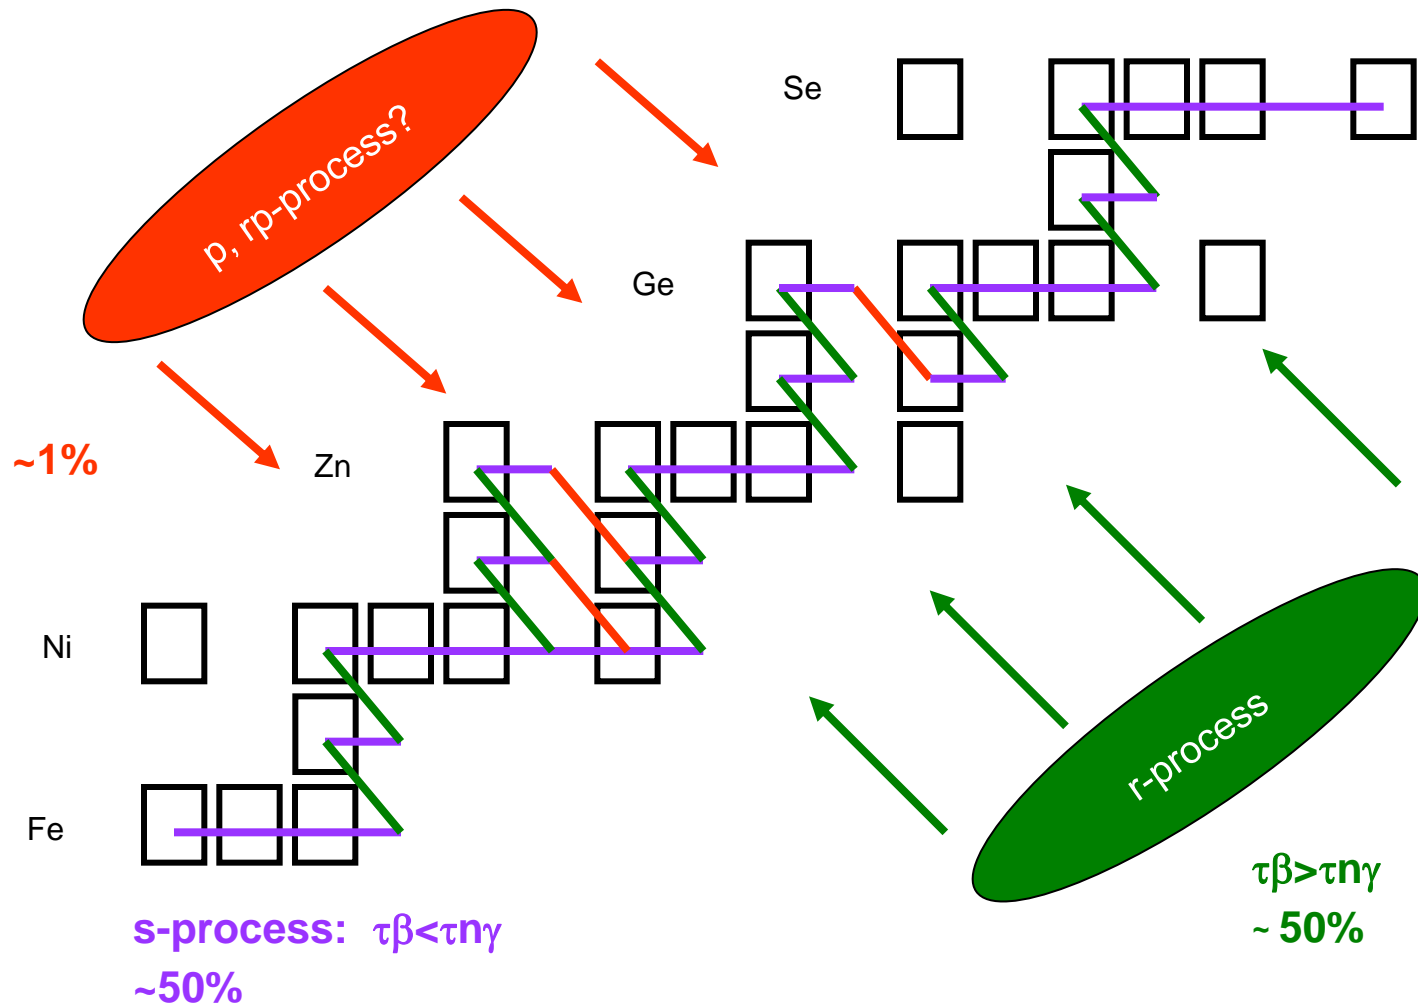 Se
p, rp-process?
Ge
~1%
Zn
Ni
r-process
Fe
τβ>τnγ
~ 50%
s-process: τβ<τnγ
~50%